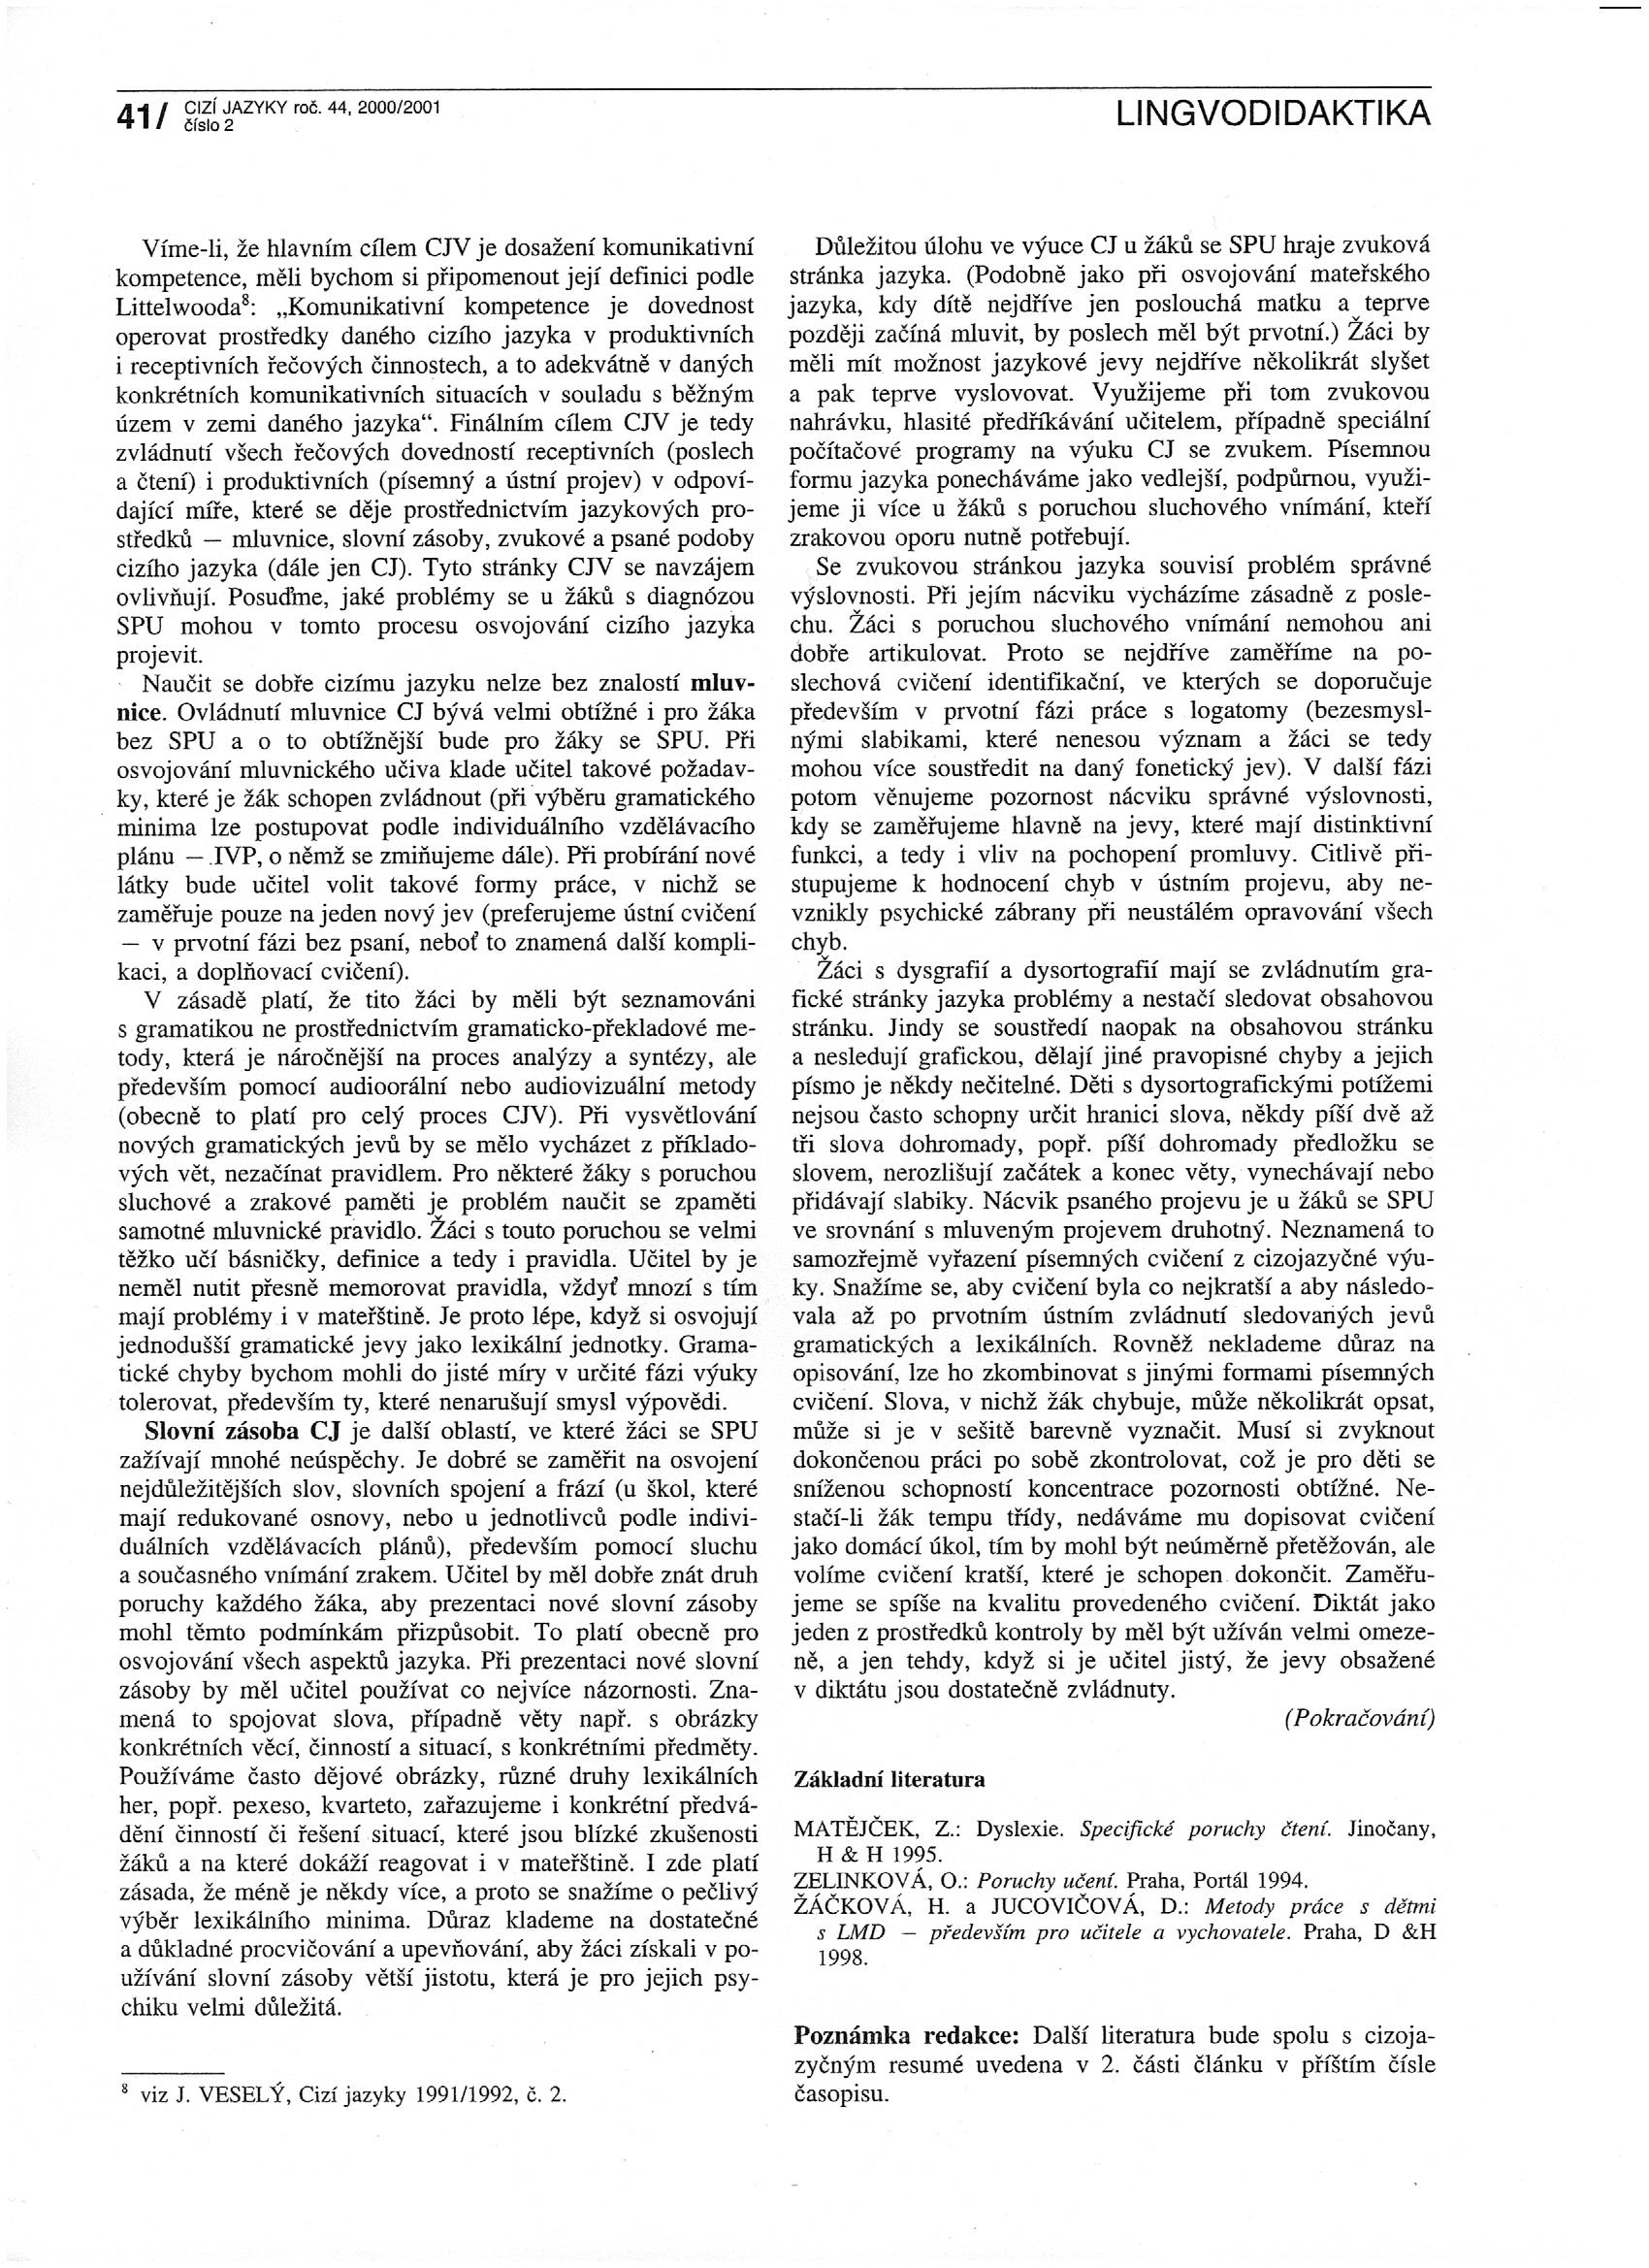 41/ CIZÍ JAZYKY roč. 44, 2000/2001
číslo 2
LINGVODIDAKTIKA
Víme-li, že hlavním cílem CJV je dosažení komunikativní
kompetence, měli bychom si připomenout její definici podle
Littelwooda⁸: „Komunikativní kompetence je dovednost
operovat prostředky daného cizího jazyka v produktivních
i receptivních řečových činnostech, a to adekvátně v daných
konkrétních komunikativních situacích v souladu s běžným
územ v zemi daného jazyka“. Finálním cílem CJV je tedy
zvládnutí všech řečových dovedností receptivních (poslech
a čtení) i produktivních (písemný a ústní projev) v odpoví-
dající míře, které se děje prostřednictvím jazykových pro-
středků — mluvnice, slovní zásoby, zvukové a psané podoby
cizího jazyka (dále jen CJ). Tyto stránky CJV se navzájem
ovlivňují. Posuďme, jaké problémy se u žáků s diagnózou
SPU mohou v tomto procesu osvojování cizího jazyka
projevit.
Naučit se dobře cizímu jazyku nelze bez znalostí mluv-
nice. Ovládnutí mluvnice CJ bývá velmi obtížné i pro žáka
bez SPU a o to obtížnější bude pro žáky se SPU. Při
osvojování mluvnického učiva klade učitel takové požadav-
ky, které je žák schopen zvládnout (při výběru gramatického
minima lze postupovat podle individuálního vzdělávacího
plánu — IVP, o němž se zmiňujeme dále). Při probírání nové
látky bude učitel volit takové formy práce, v nichž se
zaměřuje pouze na jeden nový jev (preferujeme ústní cvičení
— v prvotní fázi bez psaní, neboť to znamená další kompli-
kaci, a doplňovací cvičení).
V zásadě platí, že tito žáci by měli být seznamováni
s gramatikou ne prostřednictvím gramaticko-překladové me-
tody, která je náročnější na proces analýzy a syntézy, ale
především pomocí audioorální nebo audiovizuální metody
(obecně to platí pro celý proces CJV). Při vysvětlování
nových gramatických jevů by se mělo vycházet z příklado-
vých vět, nezačínat pravidlem. Pro některé žáky s poruchou
sluchové a zrakové paměti je problém naučit se zpaměti
samotné mluvnické pravidlo. Žáci s touto poruchou se velmi
těžko učí básničky, definice a tedy i pravidla. Učitel by je
neměl nutit přesně memorovat pravidla, vždyť mnozí s tím
mají problémy i v mateřštině. Je proto lépe, když si osvojují
jednodušší gramatické jevy jako lexikální jednotky. Grama-
tické chyby bychom mohli do jisté míry v určité fázi výuky
tolerovat, především ty, které nenarušují smysl výpovědi.
Slovní zásoba CJ je další oblastí, ve které žáci se SPU
zažívají mnohé neúspěchy. Je dobré se zaměřit na osvojení
nejdůležitějších slov, slovních spojení a frází (u škol, které
mají redukované osnovy, nebo u jednotlivců podle indivi-
duálních vzdělávacích plánů), především pomocí sluchu
a současného vnímání zrakem. Učitel by měl dobře znát druh
poruchy každého žáka, aby prezentaci nové slovní zásoby
mohl těmto podmínkám přizpůsobit. To platí obecně pro
osvojování všech aspektů jazyka. Při prezentaci nové slovní
zásoby by měl učitel používat co nejvíce názornosti. Zna-
mená to spojovat slova, případně věty např. s obrázky
konkrétních věcí, činností a situací, s konkrétními předměty.
Používáme často dějové obrázky, různé druhy lexikálních
her, popř. pexeso, kvarteto, zařazujeme i konkrétní předvá-
dění činností či řešení situací, které jsou blízké zkušenosti
žáků a na které dokáží reagovat i v mateřštině. I zde platí
zásada, že méně je někdy více, a proto se snažíme o pečlivý
výběr lexikálního minima. Důraz klademe na dostatečné
a důkladné procvičování a upevňování, aby žáci získali v po-
užívání slovní zásoby větší jistotu, která je pro jejich psy-
chiku velmi důležitá.
⁸ viz J. VESELÝ, Cizí jazyky 1991/1992, č. 2.
Důležitou úlohu ve výuce CJ u žáků se SPU hraje zvuková
stránka jazyka. (Podobně jako při osvojování mateřského
jazyka, kdy dítě nejdříve jen poslouchá matku a teprve
později začíná mluvit, by poslech měl být prvotní.) Žáci by
měli mít možnost jazykové jevy nejdříve několikrát slyšet
a pak teprve vyslovovat. Využijeme při tom zvukovou
nahrávku, hlasité předříkávání učitelem, případně speciální
počítačové programy na výuku CJ se zvukem. Písemnou
formu jazyka ponecháváme jako vedlejší, podpůrnou, využi-
jeme ji více u žáků s poruchou sluchového vnímání, kteří
zrakovou oporu nutně potřebují.
Se zvukovou stránkou jazyka souvisí problém správné
výslovnosti. Při jejím nácviku vycházíme zásadně z posle-
chu. Žáci s poruchou sluchového vnímání nemohou ani
dobře artikulovat. Proto se nejdříve zaměříme na po-
slechová cvičení identifikační, ve kterých se doporučuje
především v prvotní fázi práce s logatomy (bezesmysl-
nými slabikami, které nenesou význam a žáci se tedy
mohou více soustředit na daný fonetický jev). V další fázi
potom věnujeme pozornost nácviku správné výslovnosti,
kdy se zaměřujeme hlavně na jevy, které mají distinktivní
funkci, a tedy i vliv na pochopení promluvy. Citlivě při-
stupujeme k hodnocení chyb v ústním projevu, aby ne-
vznikly psychické zábrany při neustálém opravování všech
chyb.
Žáci s dysgrafií a dysortografií mají se zvládnutím gra-
fické stránky jazyka problémy a nestačí sledovat obsahovou
stránku. Jindy se soustředí naopak na obsahovou stránku
a nesledují grafickou, dělají jiné pravopisné chyby a jejich
písmo je někdy nečitelné. Děti s dysortografickými potížemi
nejsou často schopny určit hranici slova, někdy píší dvě až
tři slova dohromady, popř. píší dohromady předložku se
slovem, nerozlišují začátek a konec věty, vynechávají nebo
přidávají slabiky. Nácvik psaného projevu je u žáků se SPU
ve srovnání s mluveným projevem druhotný. Neznamená to
samozřejmě vyřazení písemných cvičení z cizojazyčné výu-
ky. Snažíme se, aby cvičení byla co nejkratší a aby následo-
vala až po prvotním ústním zvládnutí sledovaných jevů
gramatických a lexikálních. Rovněž neklademe důraz na
opisování, lze ho zkombinovat s jinými formami písemných
cvičení. Slova, v nichž žák chybuje, může několikrát opsat,
může si je v sešitě barevně vyznačit. Musí si zvyknout
dokončenou práci po sobě zkontrolovat, což je pro děti se
sníženou schopností koncentrace pozornosti obtížné. Ne-
stačí-li žák tempu třídy, nedáváme mu dopisovat cvičení
jako domácí úkol, tím by mohl být neúměrně přetěžován, ale
volíme cvičení kratší, které je schopen dokončit. Zaměřu-
jeme se spíše na kvalitu provedeného cvičení. Diktát jako
jeden z prostředků kontroly by měl být užíván velmi omeze-
ně, a jen tehdy, když si je učitel jistý, že jevy obsažené
v diktátu jsou dostatečně zvládnuty.
(Pokračování)
Základní literatura
MATĚJČEK, Z.: Dyslexie. Specifické poruchy čtení. Jinočany,
H & H 1995.
ZELINKOVÁ, O.: Poruchy učení. Praha, Portál 1994.
ŽÁČKOVÁ, H. a JUCOVIČOVÁ, D.: Metody práce s dětmi
s LMD — především pro učitele a vychovatele. Praha, D &H
1998.
Poznámka redakce: Další literatura bude spolu s cizoja-
zyčným resumé uvedena v 2. části článku v příštím čísle
časopisu.